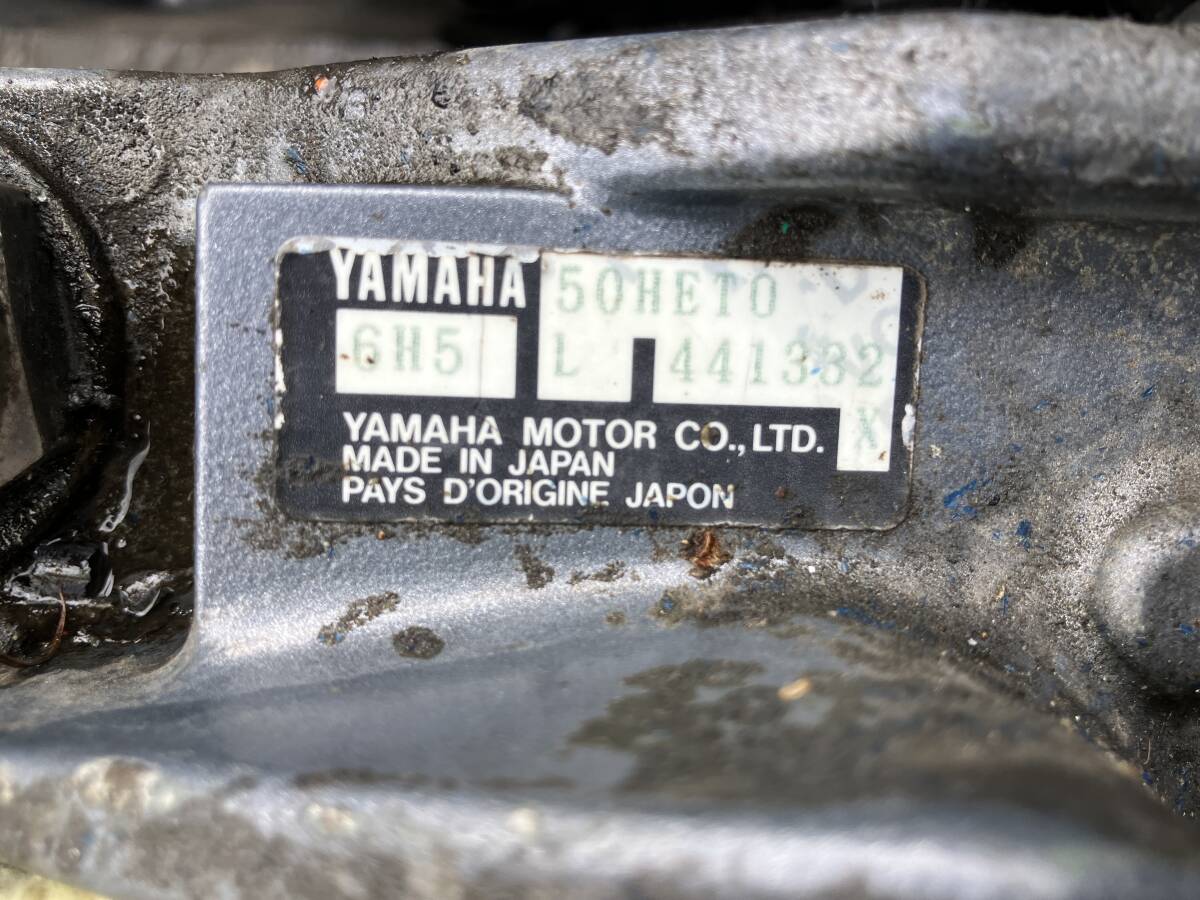 YAMAHA 50HETO
6H5 L 441332
X
YAMAHA MOTOR CO., LTD.
MADE IN JAPAN
PAYS D'ORIGINE JAPON